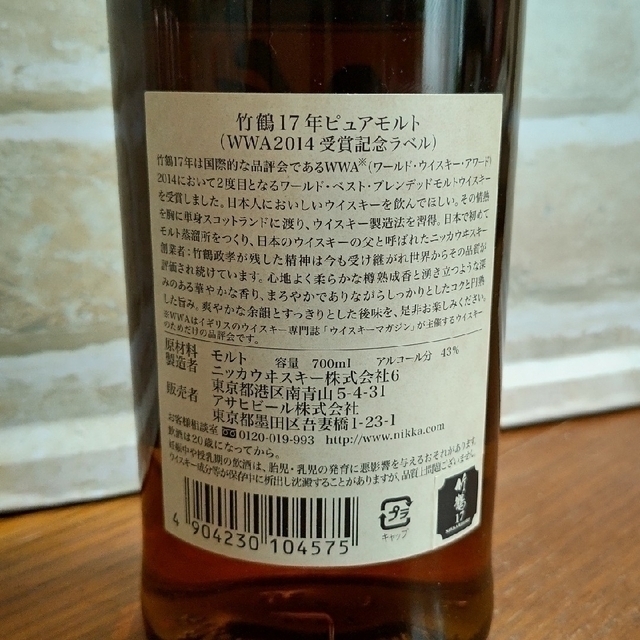 竹鶴17年ピュアモルト
(WWA2014 受賞記念ラベル)
竹鶴17年は国際的な品評会であるWWA※(ワールド・ウイスキー・アワード)
2014において2度目となるワールド・ベスト・ブレンデッドモルトウイスキー
を受賞しました。日本人においしいウイスキーを飲んでほしい。その情熱
を胸に単身スコットランドに渡り、ウイスキー製造法を習得。日本で初めて
モルト蒸溜所をつくり、日本のウイスキーの父と呼ばれたニッカウヰスキー
創業者:竹鶴政孝が残した精神は今も受け継がれ世界からその品質が
評価され続けています。心地よく柔らかな樽熟成香と湧き立つような深
みのある華やかな香り、まろやかでありながらしっかりとしたコクと円熟
した旨み。爽やかな余韻とすっきりとした後味を、是非お楽しみください。
※WWAはイギリスのウイスキー専門誌「ウイスキーマガジン」が主催するウイスキー
のためだけの品評会です。
原材料 モルト 容量 700ml アルコール分 43%
製造者 ニッカウヰスキー株式会社6
東京都港区南青山5-4-31
販売者 アサヒビール株式会社
東京都墨田区吾妻橋1-23-1
お客様相談室 0120-019-993 http://www.nikka.com
飲酒は20歳になってから。
妊娠中や授乳期の飲酒は、胎児・乳児の発育に悪影響を与えるおそれがあります。
ウイスキー成分等が保存中に析出し沈澱することがありますが、品質上問題ございません。
4 904230 104575
プラ
キャップ
竹鶴
17